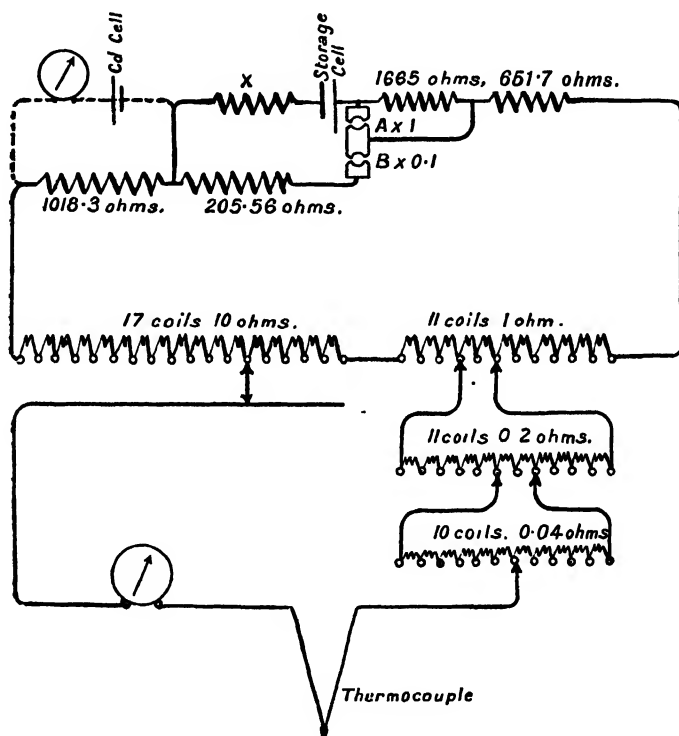 Cd Cell
X
Storage
Cell
1665 ohms, 651·7 ohms.
A x 1
B x 0·1
1018·3 ohms.
205·56 ohms.
17 coils 10 ohms.
11 coils 1 ohm.
11 coils 0 2 ohms.
10 coils. 0·04 ohms
Thermocouple